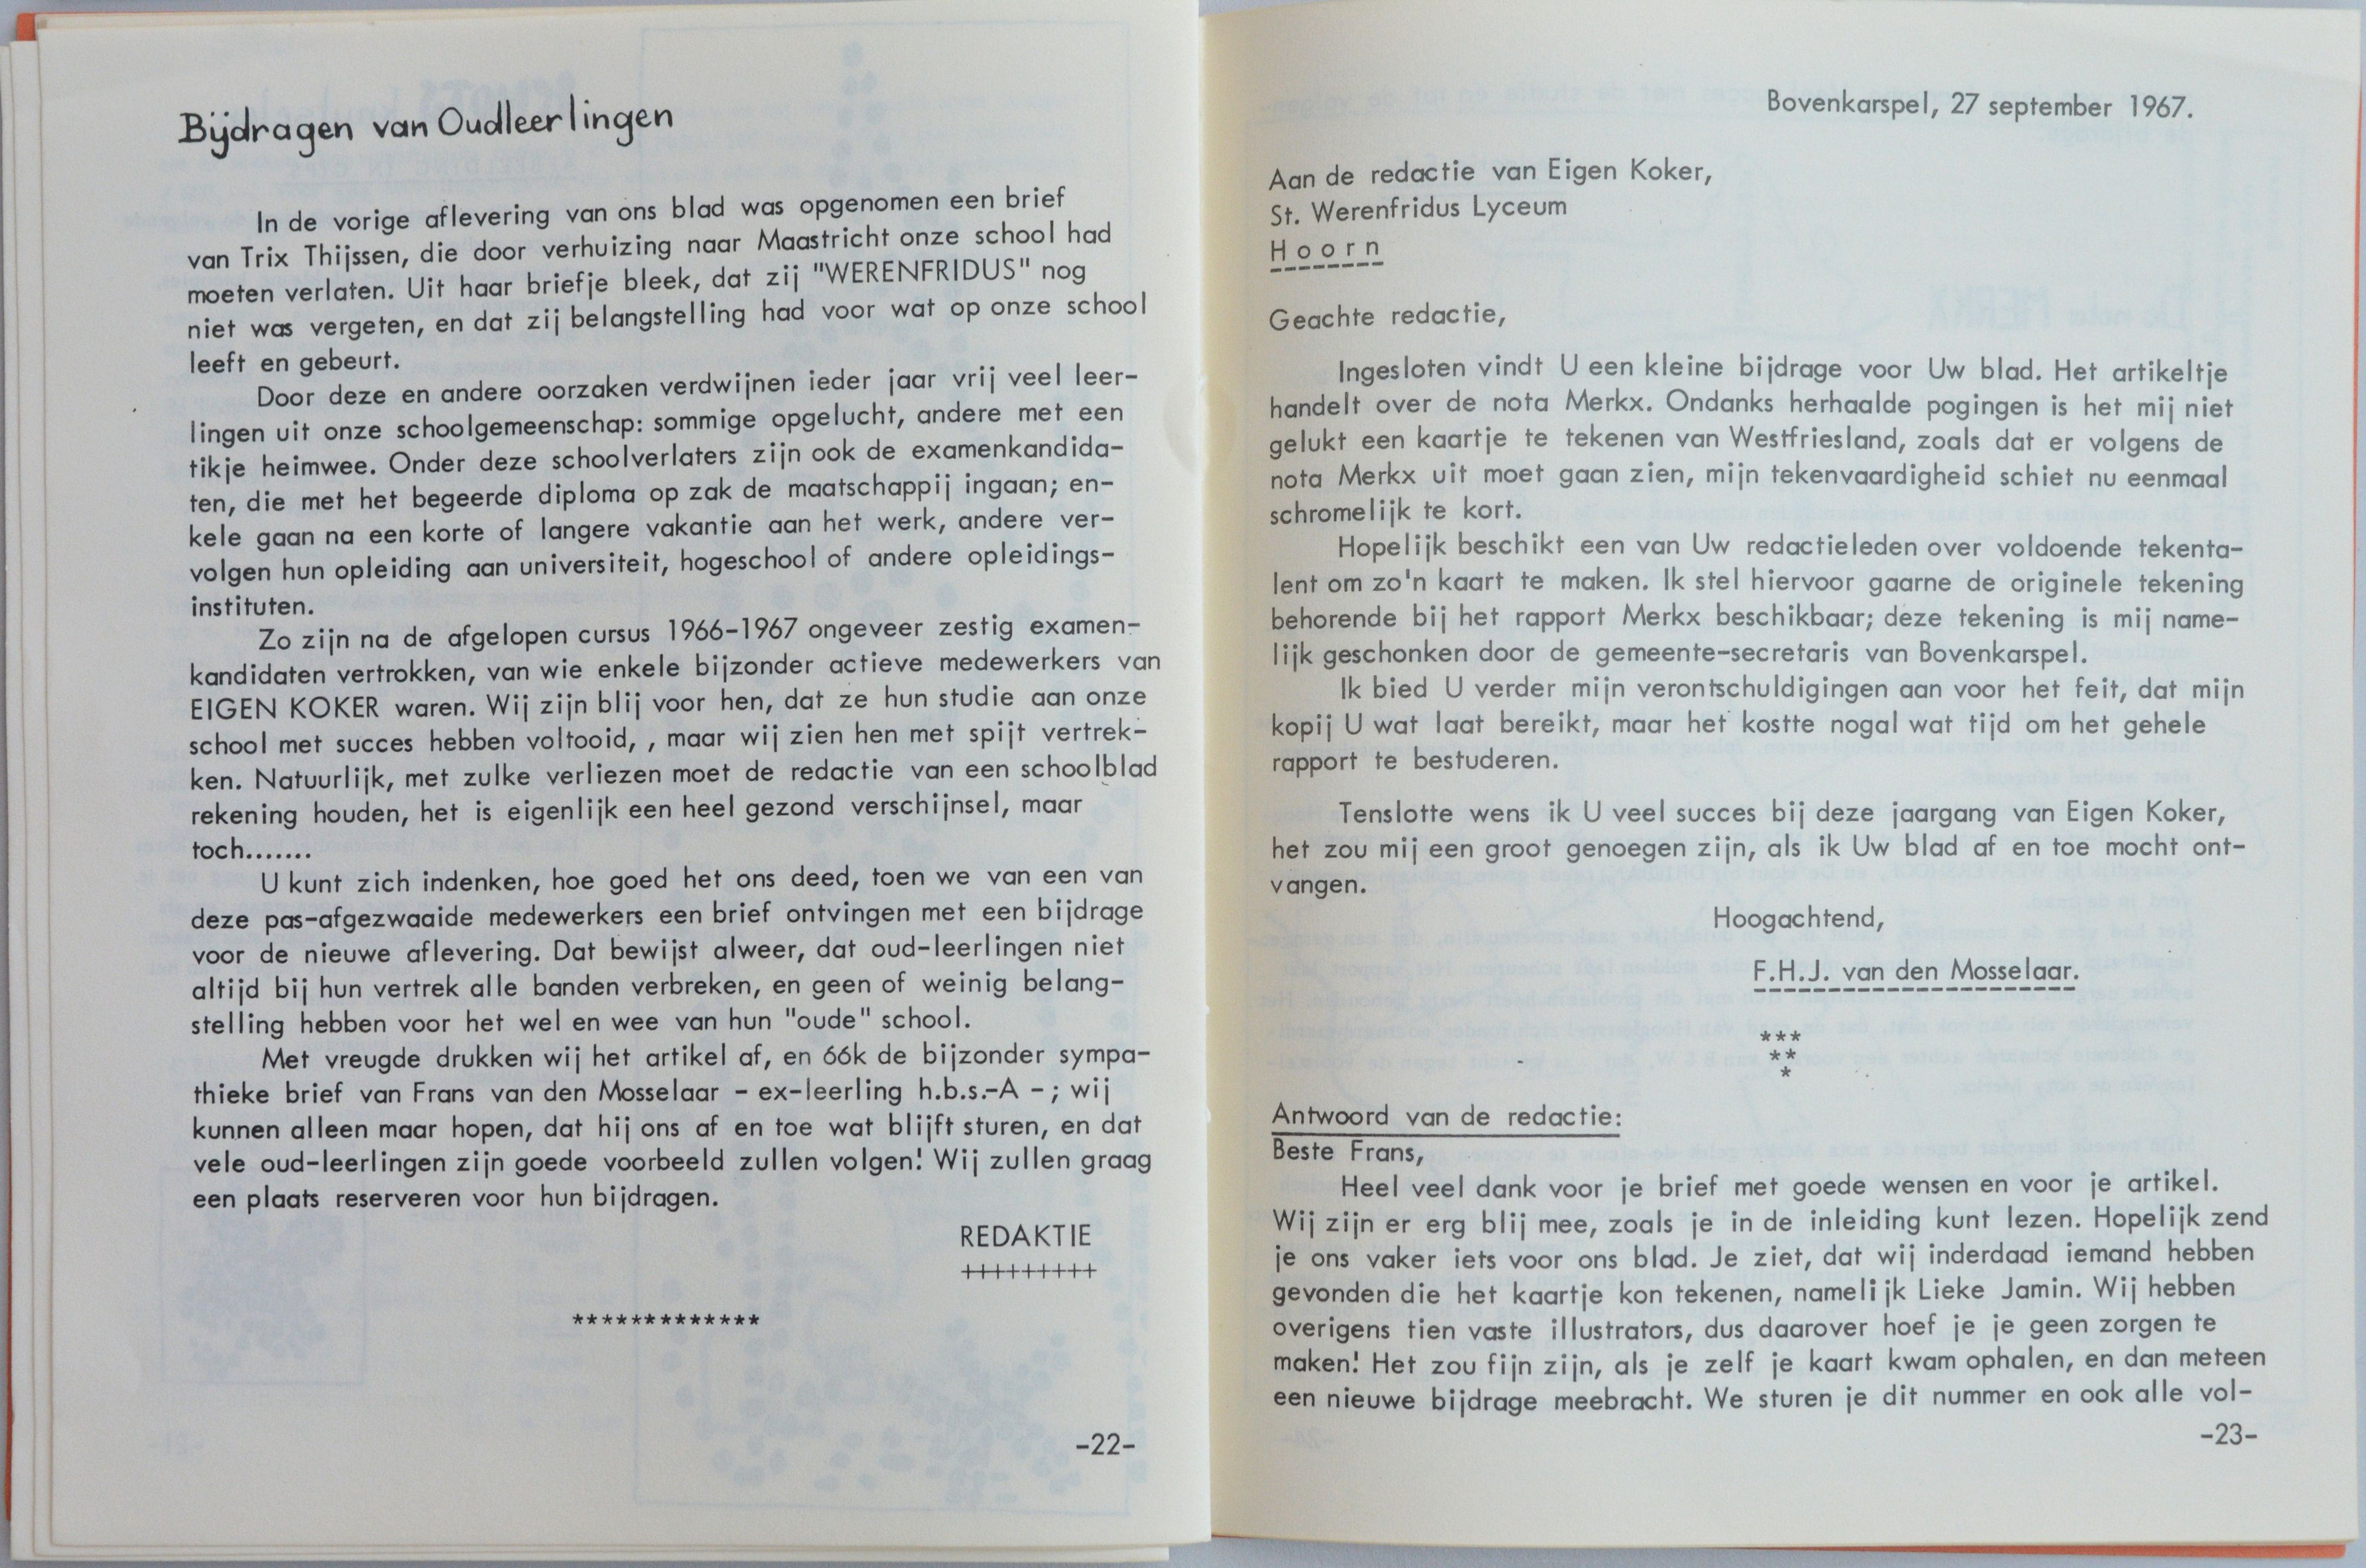 Bijdragen van Oudleerlingen
In de vorige aflevering van ons blad was opgenomen een brief
van Trix Thijssen, die door verhuizing naar Maastricht onze school had
moeten verlaten. Uit haar briefje bleek, dat zij "WERENFRIDUS" nog
niet was vergeten, en dat zij belangstelling had voor wat op onze school
leeft en gebeurt.
Door deze en andere oorzaken verdwijnen ieder jaar vrij veel leer-
lingen uit onze schoolgemeenschap: sommige opgelucht, andere met een
tikje heimwee. Onder deze schoolverlaters zijn ook de examenkandida-
ten, die met het begeerde diploma op zak de maatschappij ingaan; en-
kele gaan na een korte of langere vakantie aan het werk, andere ver-
volgen hun opleiding aan universiteit, hogeschool of andere opleidings-
instituten.
Zo zijn na de afgelopen cursus 1966-1967 ongeveer zestig examen-
kandidaten vertrokken, van wie enkele bijzonder actieve medewerkers van
EIGEN KOKER waren. Wij zijn blij voor hen, dat ze hun studie aan onze
school met succes hebben voltooid, , maar wij zien hen met spijt vertrek-
ken. Natuurlijk, met zulke verliezen moet de redactie van een schoolblad
rekening houden, het is eigenlijk een heel gezond verschijnsel, maar
toch.......
U kunt zich indenken, hoe goed het ons deed, toen we van een van
deze pas-afgezwaaide medewerkers een brief ontvingen met een bijdrage
voor de nieuwe aflevering. Dat bewijst alweer, dat oud-leerlingen niet
altijd bij hun vertrek alle banden verbreken, en geen of weinig belang-
stelling hebben voor het wel en wee van hun "oude" school.
Met vreugde drukken wij het artikel af, en óók de bijzonder sympa-
thieke brief van Frans van den Mosselaar - ex-leerling h.b.s.-A - ; wij
kunnen alleen maar hopen, dat hij ons af en toe wat blijft sturen, en dat
vele oud-leerlingen zijn goede voorbeeld zullen volgen! Wij zullen graag
een plaats reserveren voor hun bijdragen.
REDAKTIE
+++++++++
*************
-22-
Bovenkarspel, 27 september 1967.
Aan de redactie van Eigen Koker,
St. Werenfridus Lyceum
Hoorn
Geachte redactie,
Ingesloten vindt U een kleine bijdrage voor Uw blad. Het artikeltje
handelt over de nota Merkx. Ondanks herhaalde pogingen is het mij niet
gelukt een kaartje te tekenen van Westfriesland, zoals dat er volgens de
nota Merkx uit moet gaan zien, mijn tekenvaardigheid schiet nu eenmaal
schromelijk te kort.
Hopelijk beschikt een van Uw redactieleden over voldoende tekenta-
lent om zo'n kaart te maken. Ik stel hiervoor gaarne de originele tekening
behorende bij het rapport Merkx beschikbaar; deze tekening is mij name-
lijk geschonken door de gemeente-secretaris van Bovenkarspel.
Ik bied U verder mijn verontschuldigingen aan voor het feit, dat mijn
kopij U wat laat bereikt, maar het kostte nogal wat tijd om het gehele
rapport te bestuderen.
Tenslotte wens ik U veel succes bij deze jaargang van Eigen Koker,
het zou mij een groot genoegen zijn, als ik Uw blad af en toe mocht ont-
vangen.
Hoogachtend,
F.H.J. van den Mosselaar.
***
**
*
Antwoord van de redactie:
Beste Frans,
Heel veel dank voor je brief met goede wensen en voor je artikel.
Wij zijn er erg blij mee, zoals je in de inleiding kunt lezen. Hopelijk zend
je ons vaker iets voor ons blad. Je ziet, dat wij inderdaad iemand hebben
gevonden die het kaartje kon tekenen, namelijk Lieke Jamin. Wij hebben
overigens tien vaste illustrators, dus daarover hoef je je geen zorgen te
maken! Het zou fijn zijn, als je zelf je kaart kwam ophalen, en dan meteen
een nieuwe bijdrage meebracht. We sturen je dit nummer en ook alle vol-
-23-